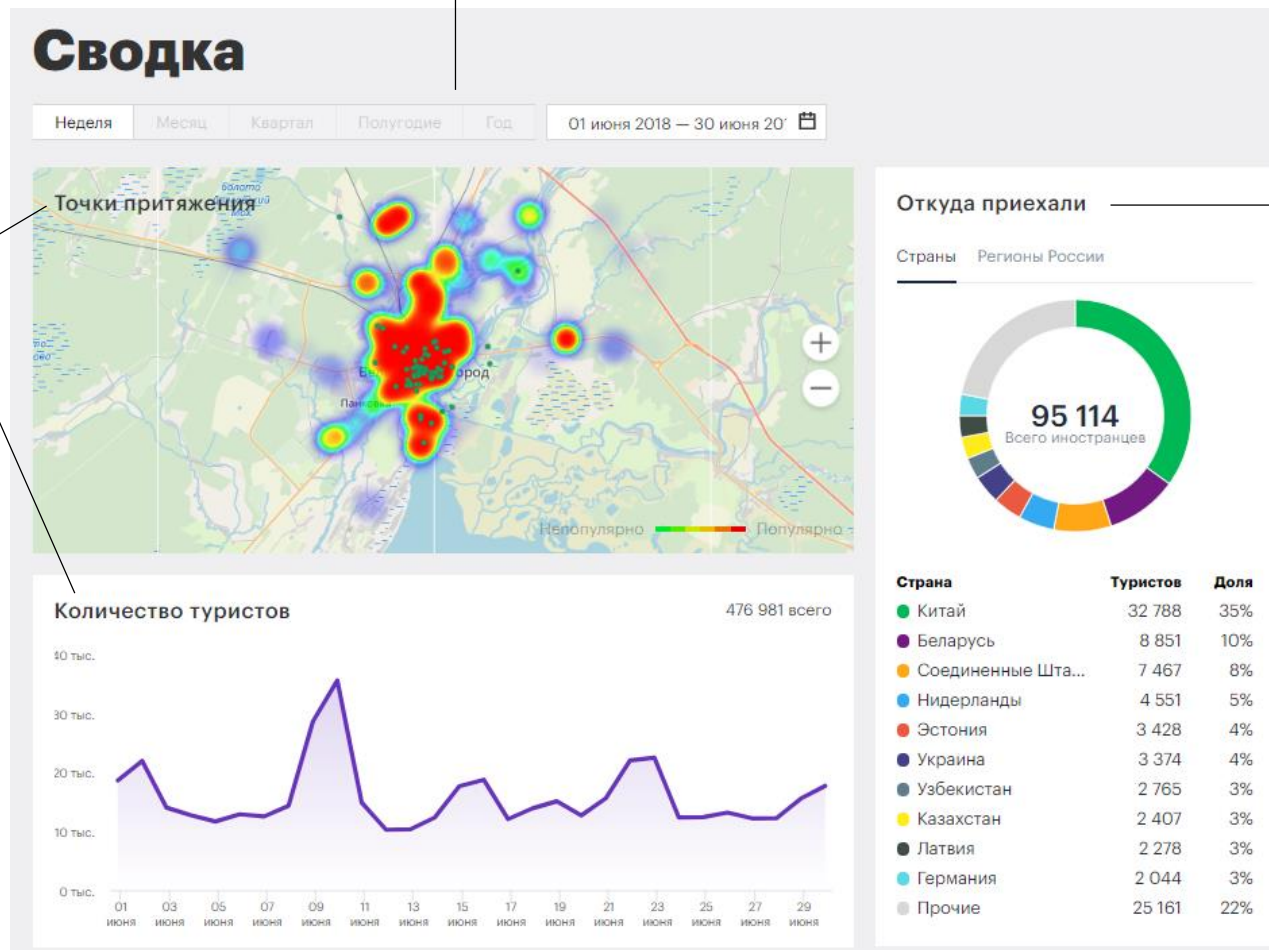 Сводка
Неделя Месяц Квартал Полугодие Год 01 июня 2018 — 30 июня 20
Точки притяжения
болото
город
Непопулярно Популярно
Количество туристов 476 981 всего
40 тыс.
30 тыс.
20 тыс.
10 тыс.
0 тыс.
01 03 05 07 09 11 13 15 17 19 21 23 25 27 29
июня июня июня июня июня июня июня июня июня июня июня июня июня июня июня
Откуда приехали
Страны Регионы России
95 114
Всего иностранцев
Страна Туристов Доля
Китай 32 788 35%
Беларусь 8 851 10%
Соединенные Шта... 7 467 8%
Нидерланды 4 551 5%
Эстония 3 428 4%
Украина 3 374 4%
Узбекистан 2 765 3%
Казахстан 2 407 3%
Латвия 2 278 3%
Германия 2 044 3%
Прочие 25 161 22%